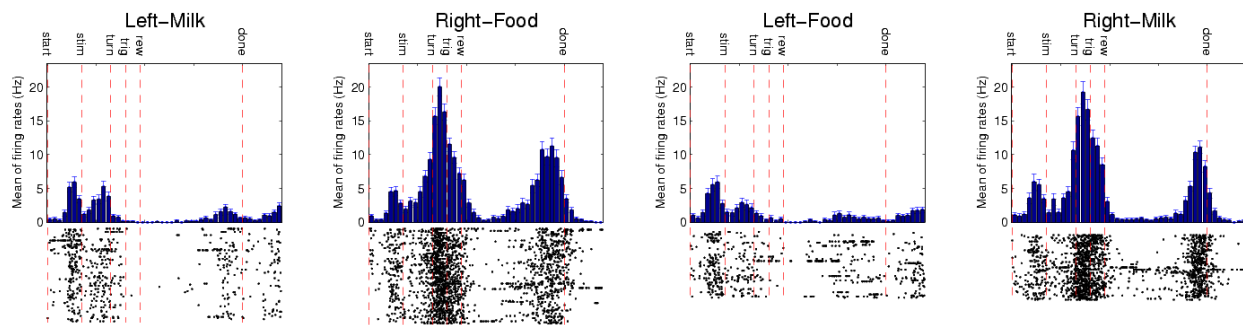 Left-Milk
start stim turn trig rew done
Mean of firing rates (Hz)
20
15
10
5
0
Right-Food
start stim turn trig rew done
Mean of firing rates (Hz)
20
15
10
5
0
Left-Food
start stim turn trig rew done
Mean of firing rates (Hz)
20
15
10
5
0
Right-Milk
start stim turn trig rew done
Mean of firing rates (Hz)
20
15
10
5
0